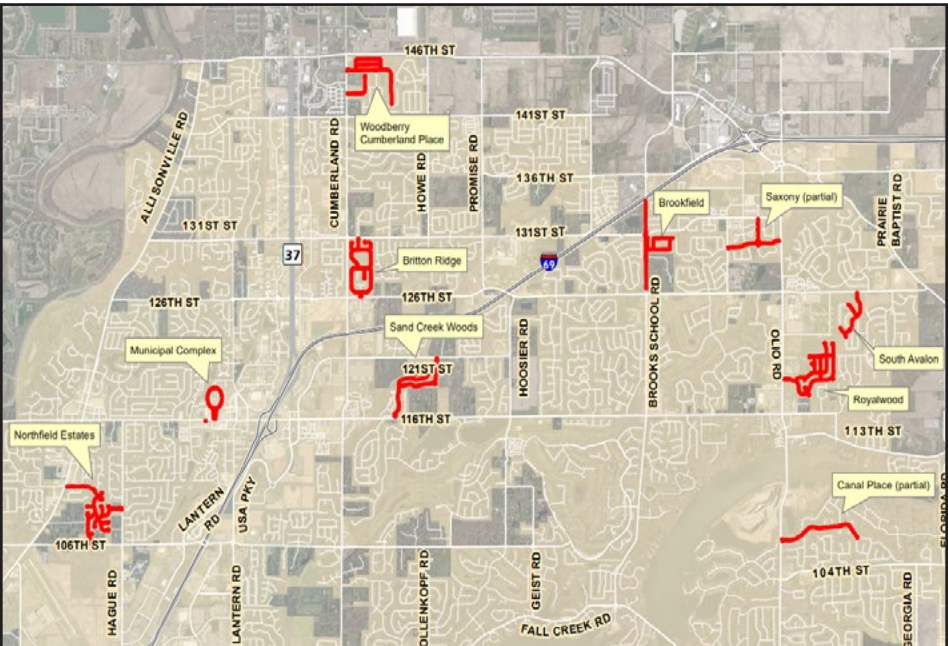 146TH ST
Woodberry
Cumberland Place
ALLISONVILLE RD
CUMBERLAND RD
HOWE RD
PROMISE RD
141ST ST
136TH ST
131ST ST
131ST ST
Brookfield
Saxony (partial)
PRAIRIE
BAPTIST RD
37
Britton Ridge
69
126TH ST
126TH ST
Sand Creek Woods
HOOSIER RD
BROOKS SCHOOL RD
OLIO RD
Municipal Complex
121ST ST
South Avalon
Royalwood
116TH ST
113TH ST
Northfield Estates
LANTERN
RD
USA PKY
Canal Place (partial)
106TH ST
104TH ST
HAGUE RD
LANTERN RD
OLLENKOPF RD
GEIST RD
FALL CREEK RD
GEORGIA RD